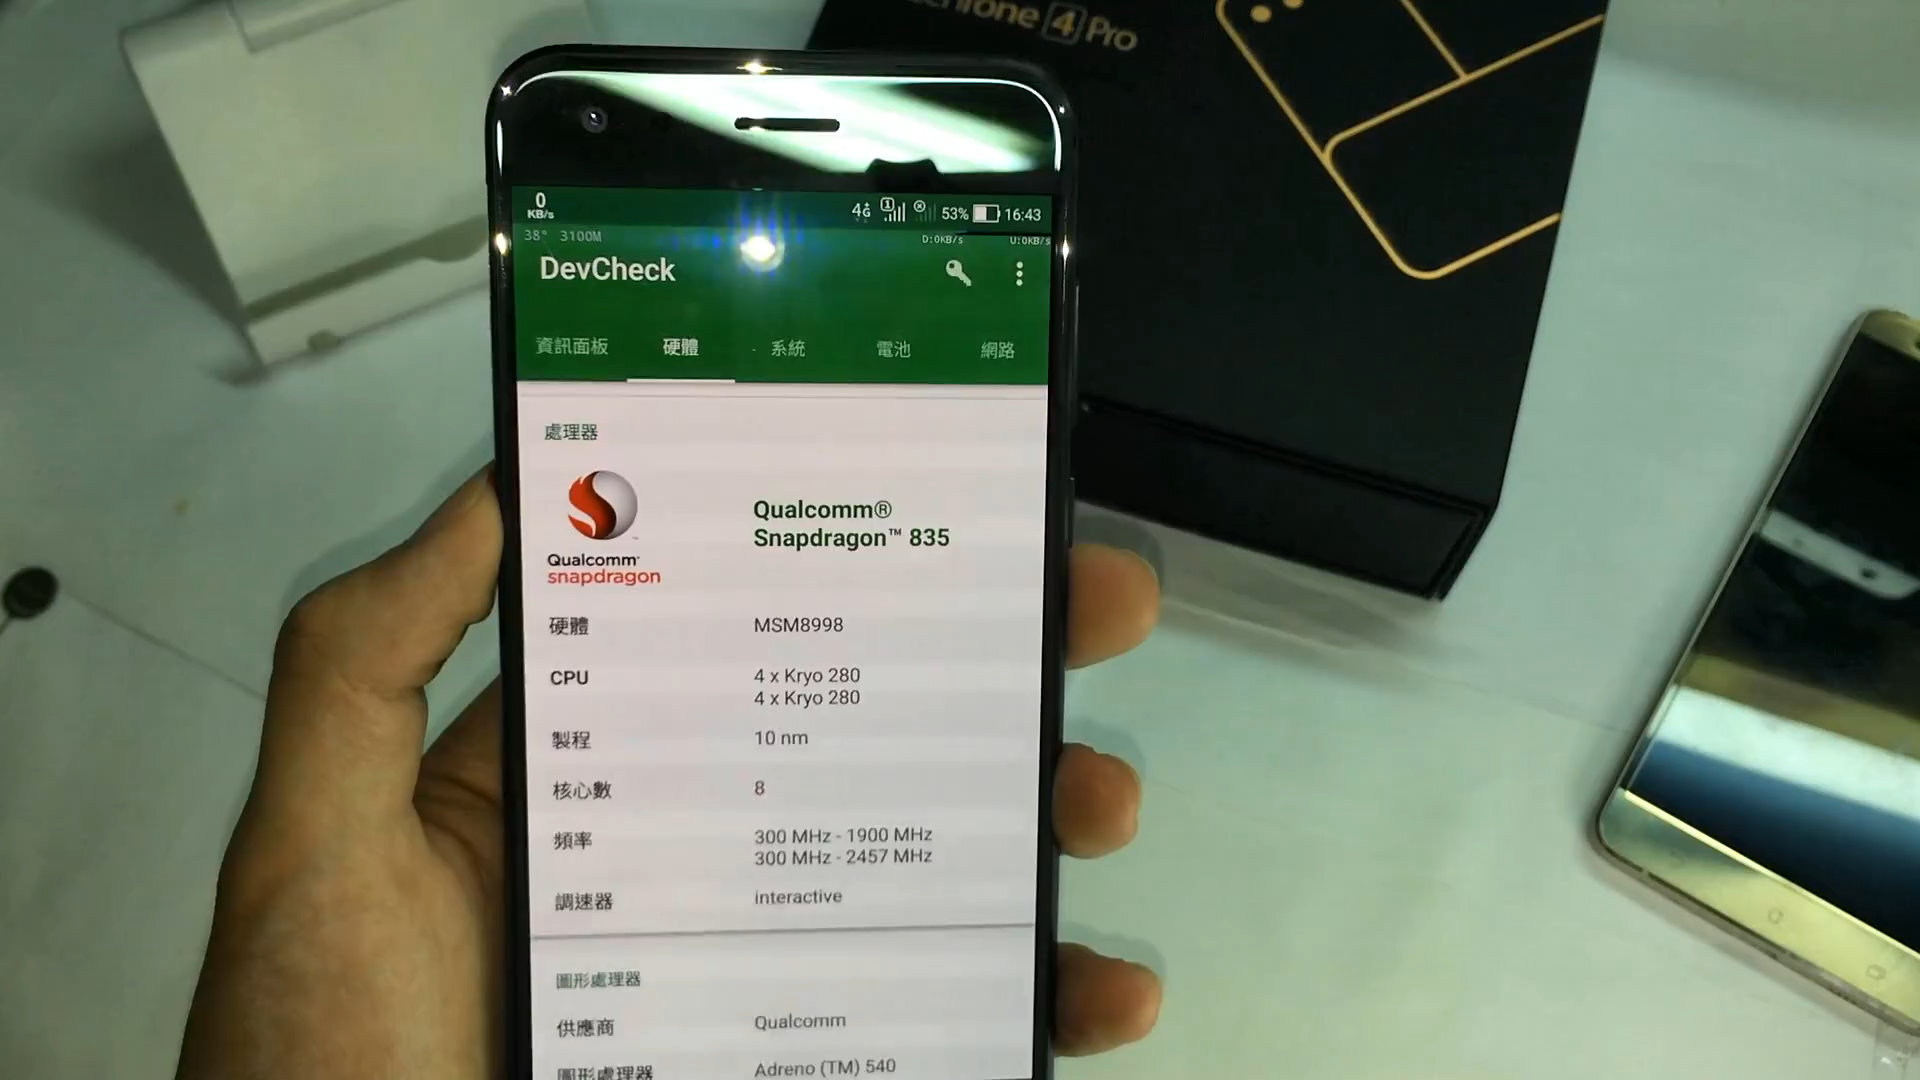 4 Pro
0
KB/s
4G 1 53% 16:43
38° 3100M D:0KB/s U:0KB/s
DevCheck
資訊面板 硬體 系統 電池 網路
處理器
Qualcomm®
Snapdragon™ 835
Qualcomm
snapdragon
硬體 MSM8998
CPU 4 x Kryo 280
4 x Kryo 280
製程 10 nm
核心數 8
頻率 300 MHz - 1900 MHz
300 MHz - 2457 MHz
調速器 interactive
圖形處理器
供應商 Qualcomm
圖形處理器 Adreno (TM) 540